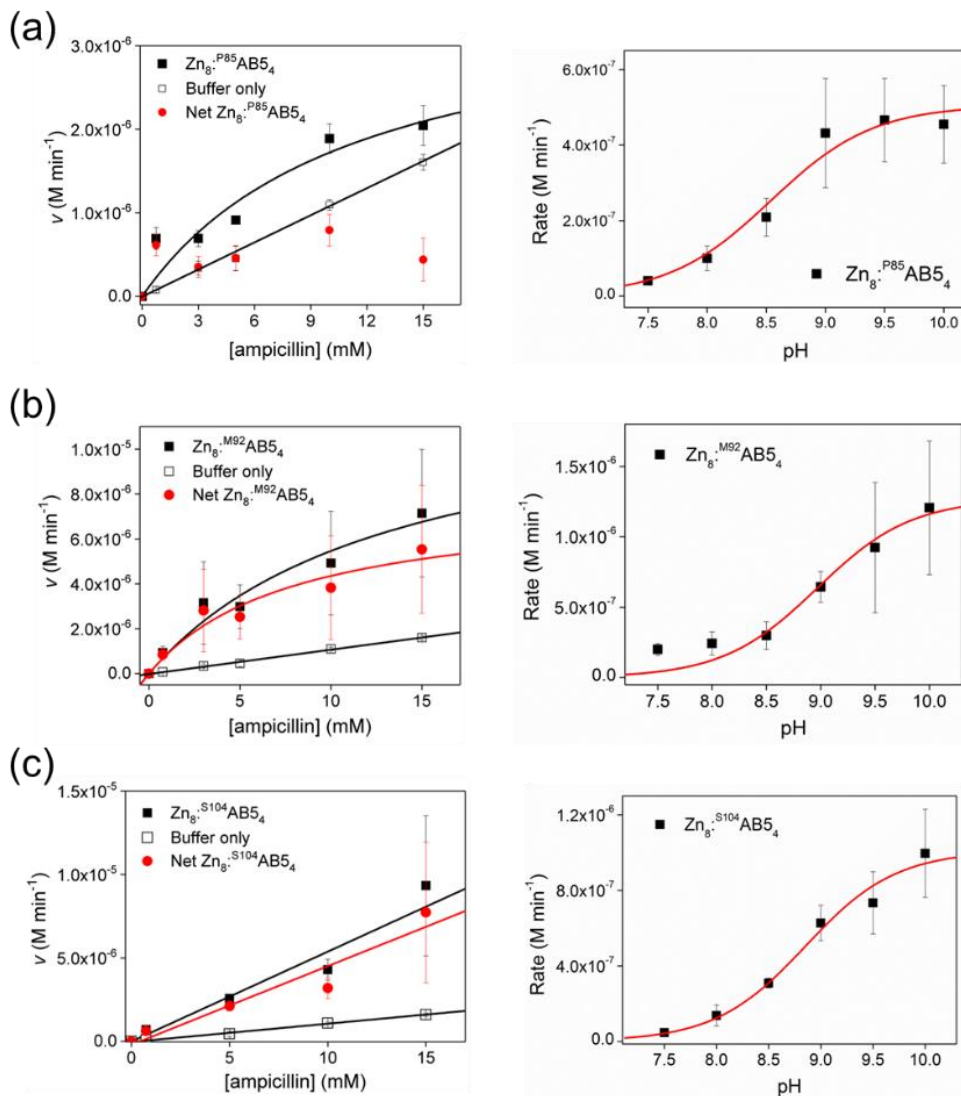 (a)
3.0x10⁻⁶
2.0x10⁻⁶
1.0x10⁻⁶
0.0
v (M min⁻¹)
Zn₈:ᴾ⁸⁵AB5₄
Buffer only
Net Zn₈:ᴾ⁸⁵AB5₄
0 3 6 9 12 15
[ampicillin] (mM)
6.0x10⁻⁷
4.0x10⁻⁷
2.0x10⁻⁷
0.0
Rate (M min⁻¹)
Zn₈:ᴾ⁸⁵AB5₄
7.5 8.0 8.5 9.0 9.5 10.0
pH
(b)
1.0x10⁻⁵
8.0x10⁻⁶
6.0x10⁻⁶
4.0x10⁻⁶
2.0x10⁻⁶
0.0
v (M min⁻¹)
Zn₈:ᴹ⁹²AB5₄
Buffer only
Net Zn₈:ᴹ⁹²AB5₄
0 5 10 15
[ampicillin] (mM)
1.5x10⁻⁶
1.0x10⁻⁶
5.0x10⁻⁷
0.0
Rate (M min⁻¹)
Zn₈:ᴹ⁹²AB5₄
7.5 8.0 8.5 9.0 9.5 10.0
pH
(c)
1.5x10⁻⁵
1.0x10⁻⁵
5.0x10⁻⁶
0.0
v (M min⁻¹)
Zn₈:ˢ¹⁰⁴AB5₄
Buffer only
Net Zn₈:ˢ¹⁰⁴AB5₄
0 5 10 15
[ampicillin] (mM)
1.2x10⁻⁶
8.0x10⁻⁷
4.0x10⁻⁷
0.0
Rate (M min⁻¹)
Zn₈:ˢ¹⁰⁴AB5₄
7.5 8.0 8.5 9.0 9.5 10.0
pH